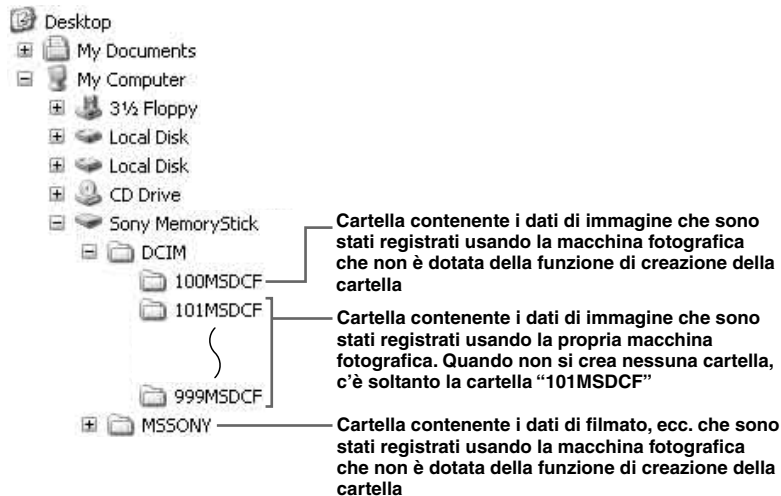 Desktop
My Documents
My Computer
3½ Floppy
Local Disk
Local Disk
CD Drive
Sony MemoryStick
DCIM
100MSDCF
101MSDCF
999MSDCF
MSSONY
Cartella contenente i dati di immagine che sono
stati registrati usando la macchina fotografica
che non è dotata della funzione di creazione della
cartella
Cartella contenente i dati di immagine che sono
stati registrati usando la propria macchina
fotografica. Quando non si crea nessuna cartella,
c’è soltanto la cartella “101MSDCF”
Cartella contenente i dati di filmato, ecc. che sono
stati registrati usando la macchina fotografica
che non è dotata della funzione di creazione della
cartella